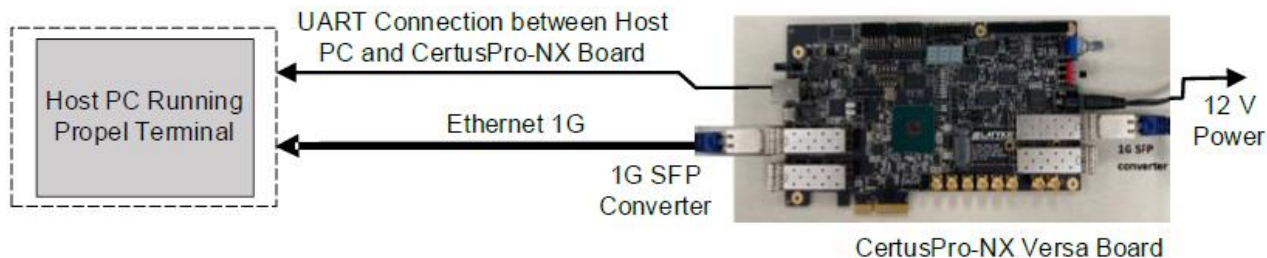 UART Connection between Host
PC and CertusPro-NX Board
Host PC Running
Propel Terminal
Ethernet 1G
1G SFP
Converter
12 V
Power
1G SFP
converter
CertusPro-NX Versa Board